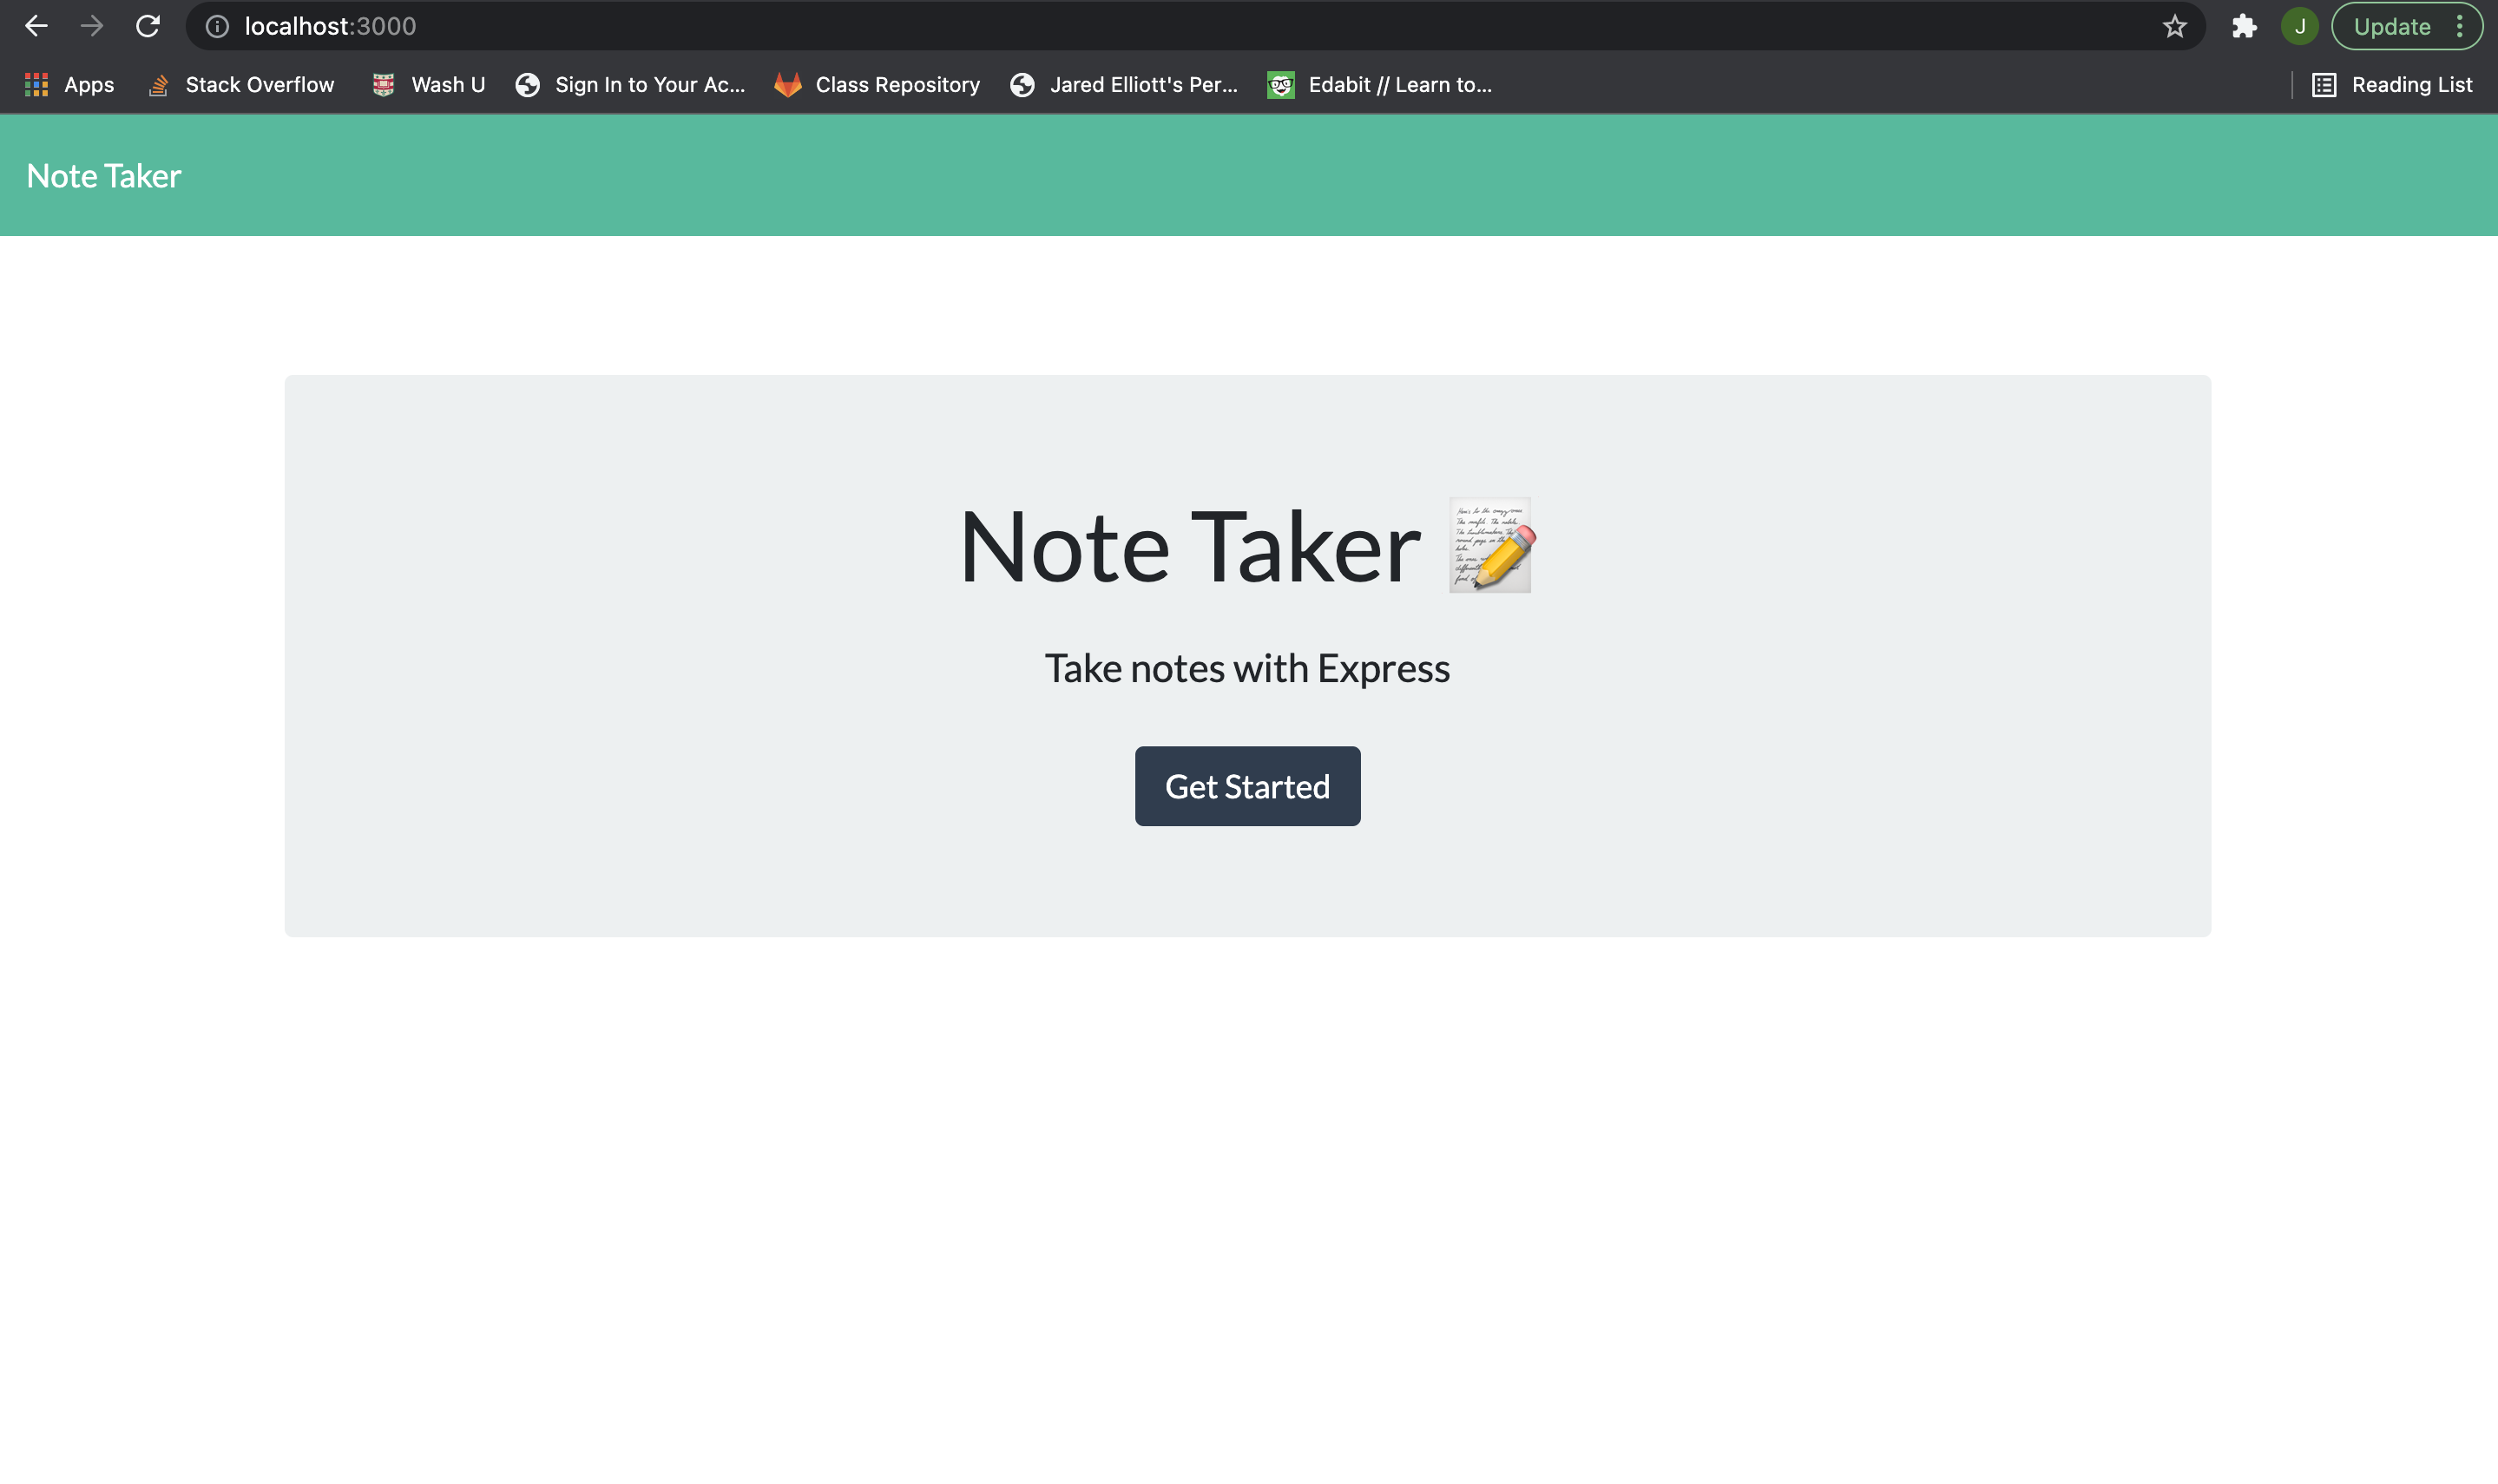 localhost:3000
J
Update
Apps
Stack Overflow
Wash U
Sign In to Your Ac...
Class Repository
Jared Elliott's Per...
Edabit // Learn to...
Reading List
Note Taker
Note Taker 📝
Take notes with Express
Get Started